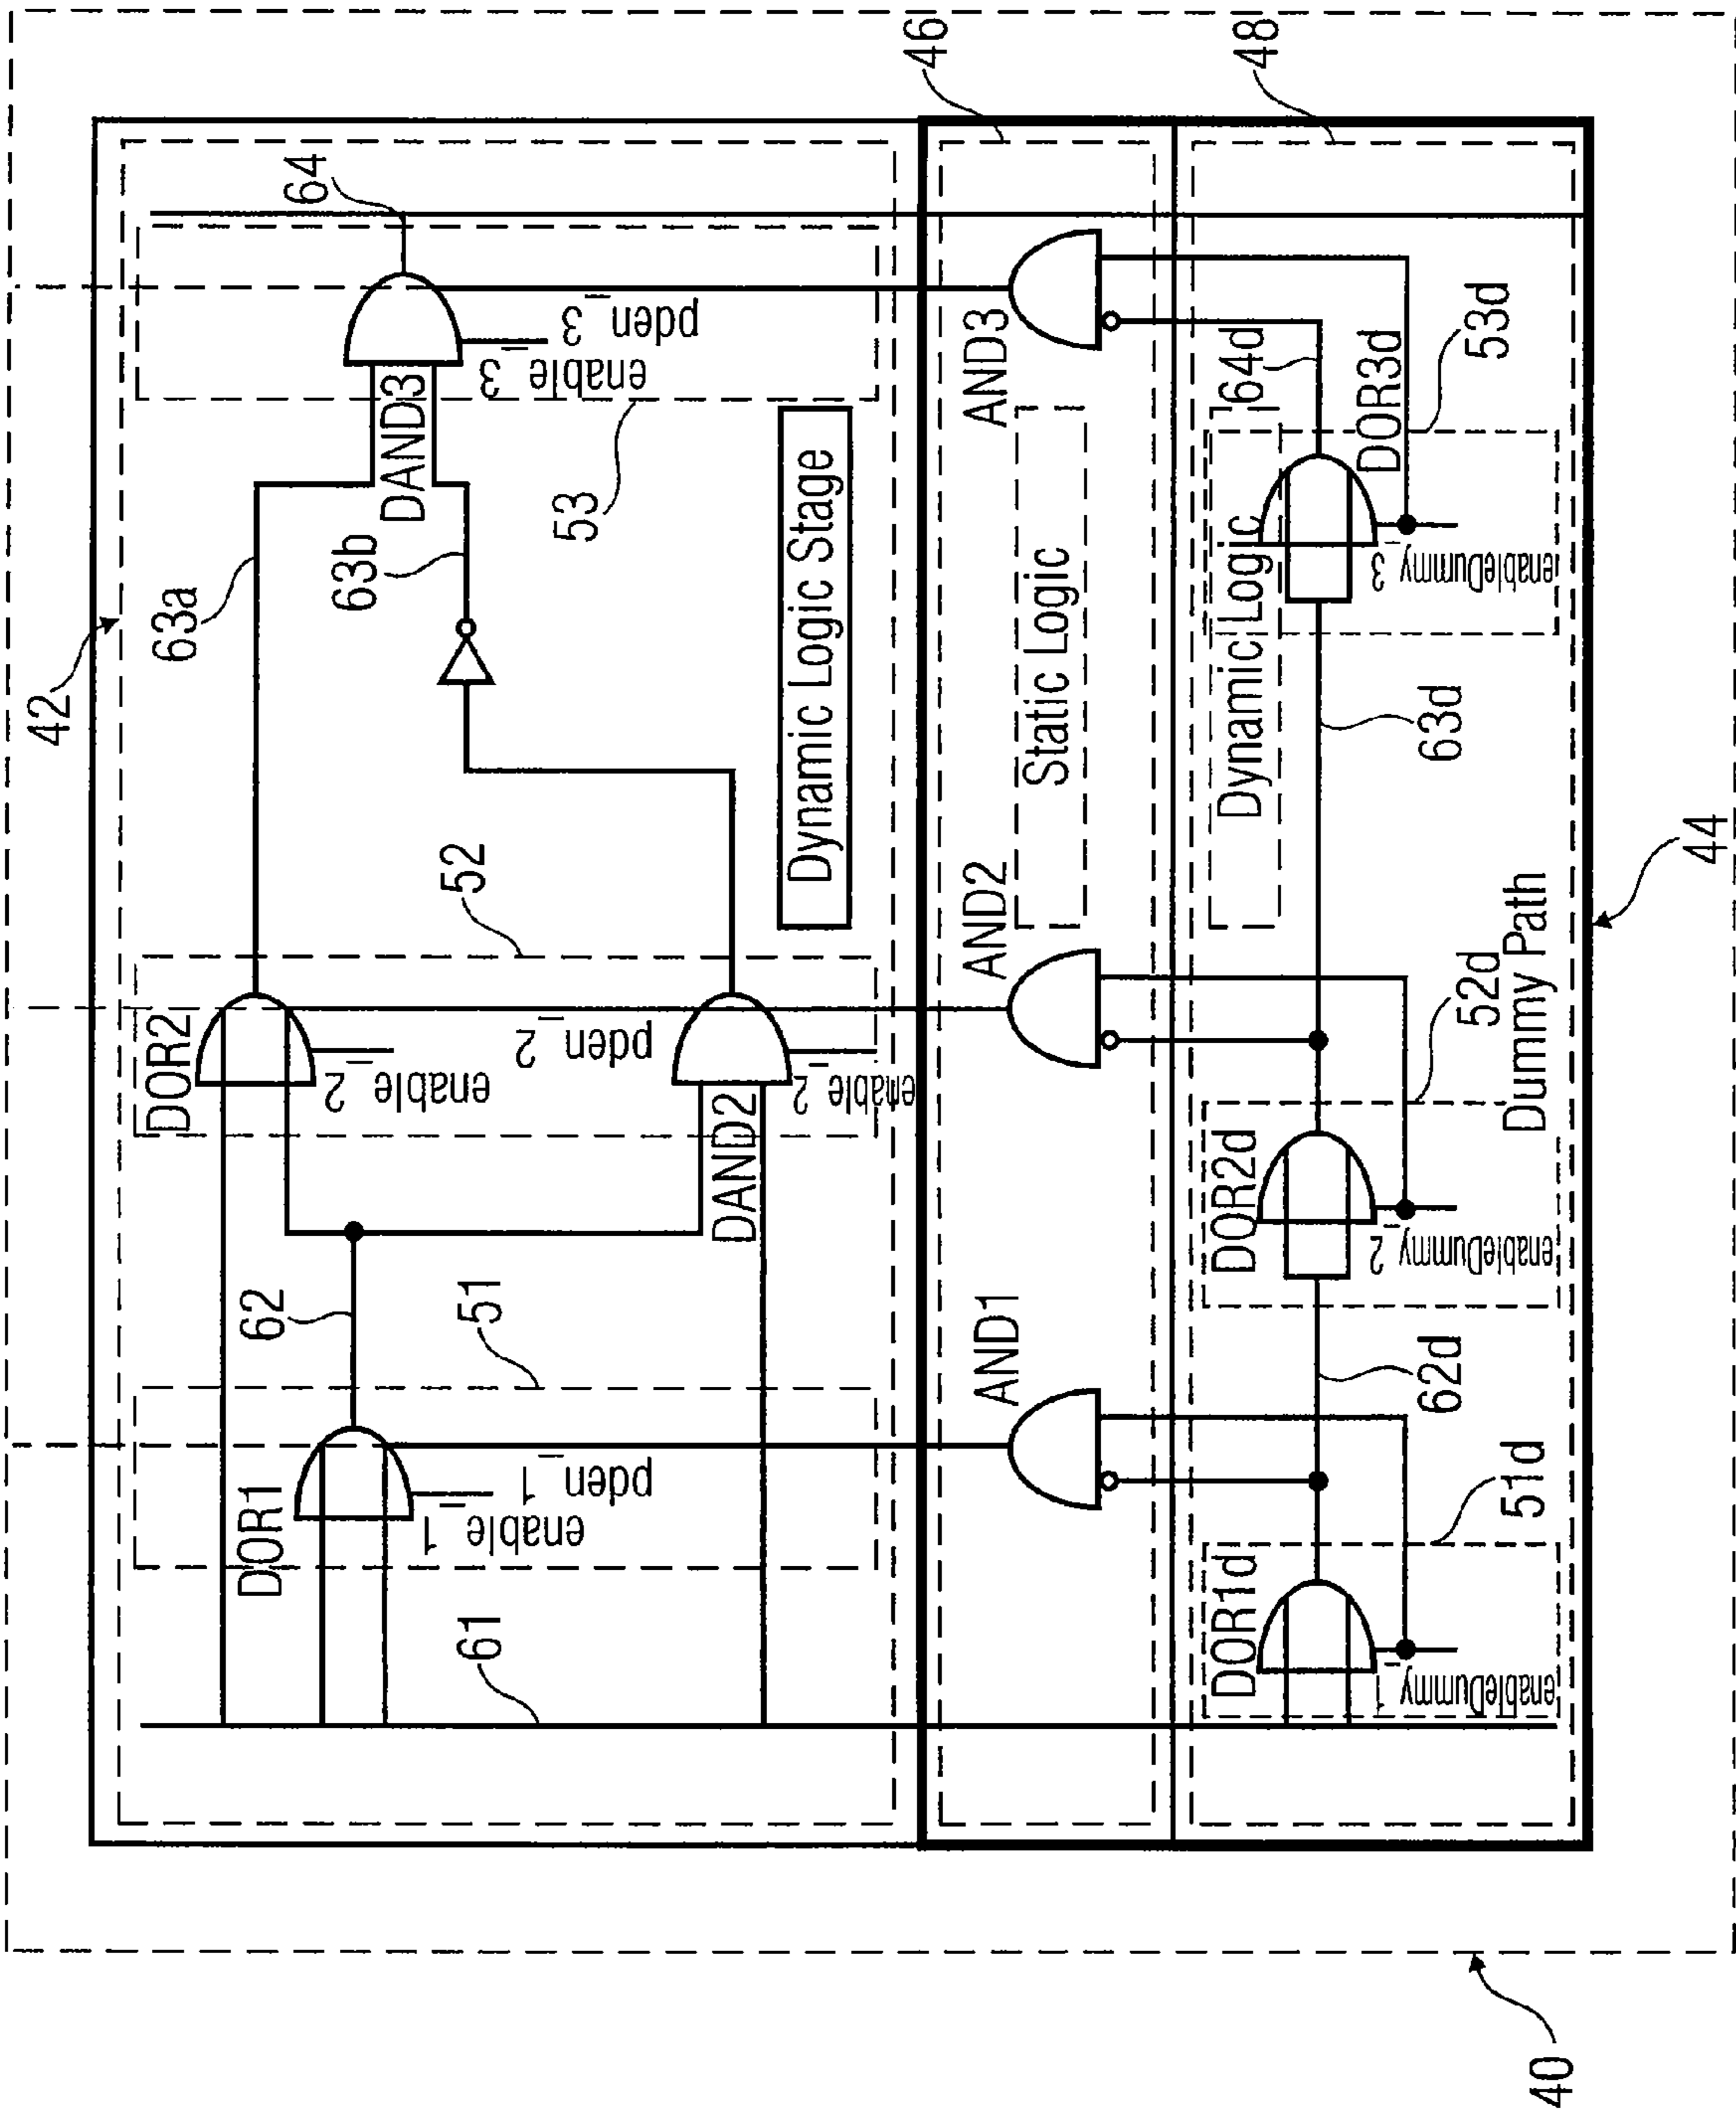 42
63a
DOR2
enable_2
52
62
DOR1
enable_1
51
61
pden_1
pden_2
DAND2
enable_2
63b
DAND3
enable_3
pden_3
53
64
Dynamic Logic Stage
46
AND1
AND2
AND3
Static Logic
48
DOR1d
enableDummy_1
51d
62d
DOR2d
enableDummy_2
52d
Dummy Path
Dynamic Logic
63d
64d
DOR3d
enableDummy_3
53d
44
40